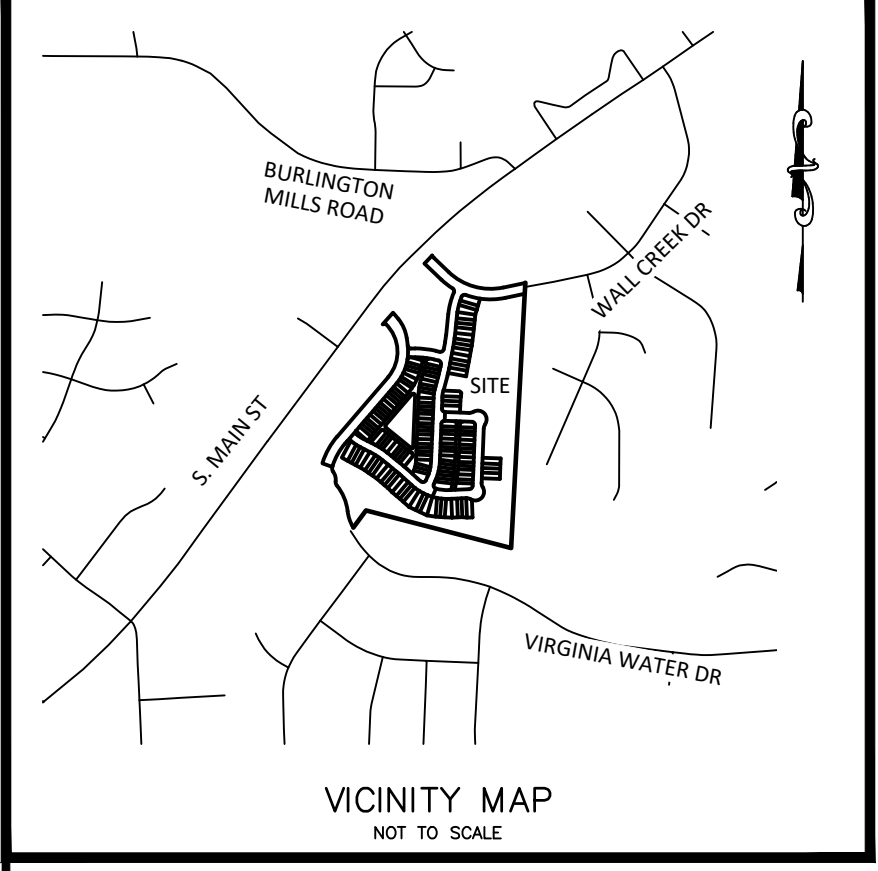 BURLINGTON
MILLS ROAD
WALL CREEK DR
SITE
S. MAIN ST
VIRGINIA WATER DR
VICINITY MAP
NOT TO SCALE